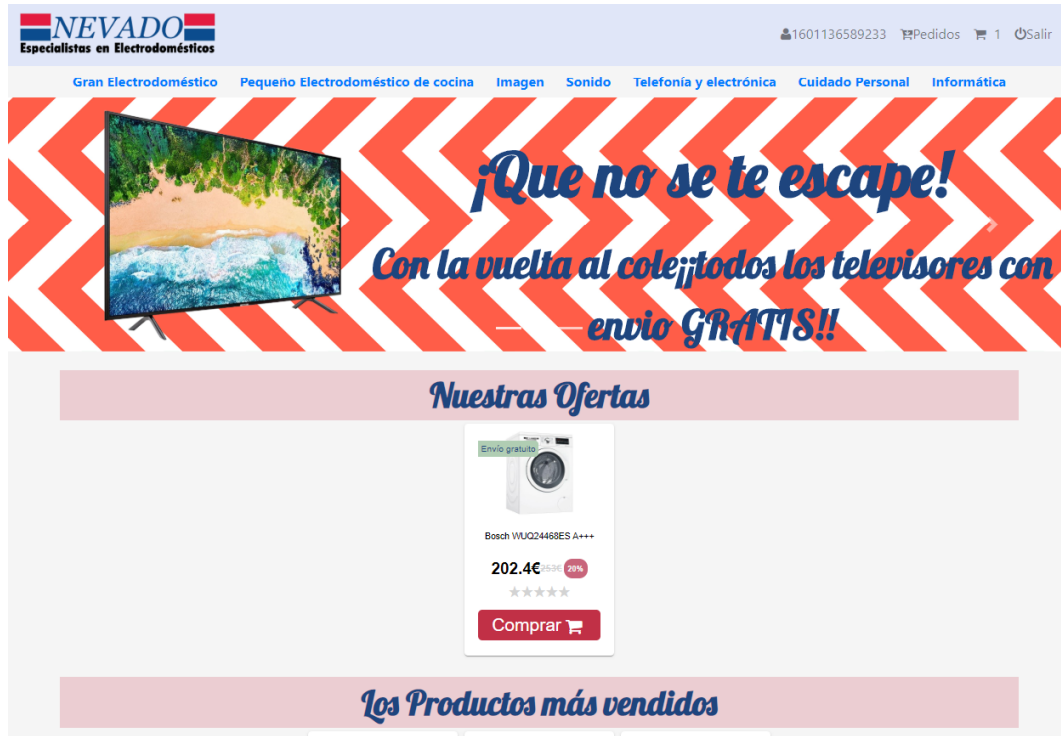 NEVADO
Especialistas en Electrodomésticos
1601136589233 Pedidos 1 Salir
Gran Electrodoméstico Pequeño Electrodoméstico de cocina Imagen Sonido Telefonía y electrónica Cuidado Personal Informática
¡Que no se te escape!
Con la vuelta al cole¡¡todos los televisores con
envio GRATIS!!
Nuestras Ofertas
Envío gratuito
Bosch WUQ24468ES A+++
202.4€ 253€ 20%
Comprar
Los Productos más vendidos